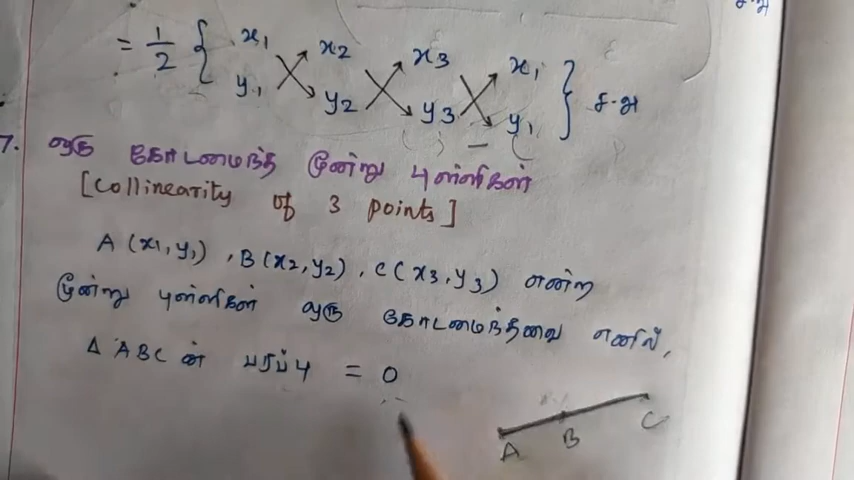 = 1/2 { x₁ x₂ x₃ x₁
y₁ y₂ y₃ y₁ } ச.அ
7. ஒரு கோடமைந்த மூன்று புள்ளிகள்
[Collinearity of 3 points]
A (x₁, y₁), B (x₂, y₂), C (x₃, y₃) என்ற
மூன்று புள்ளிகள் ஒரு கோடமைந்தவை எனில்,
Δ ABC ன் பரப்பு = 0
A B C